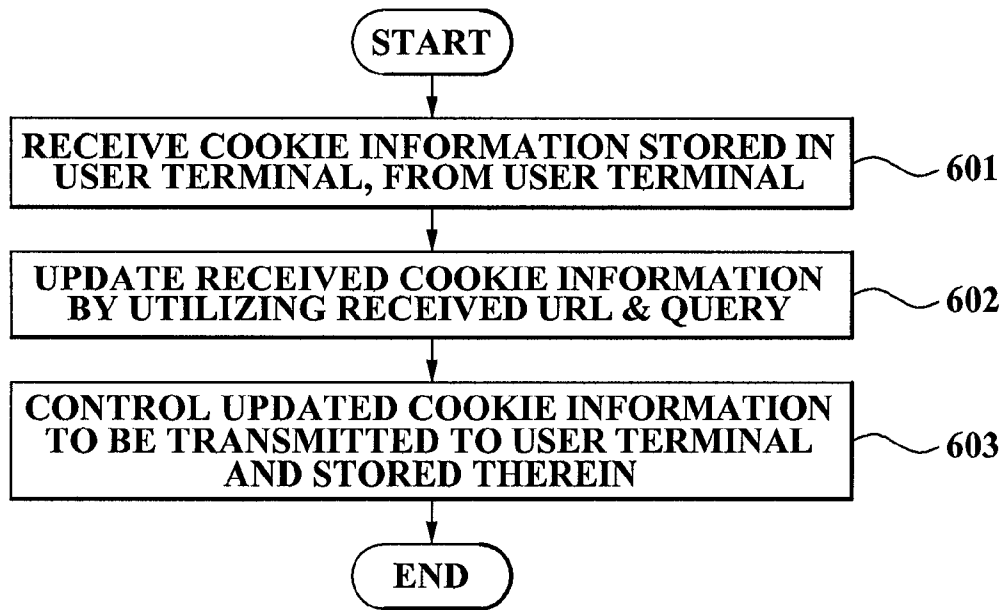 START
RECEIVE COOKIE INFORMATION STORED IN
USER TERMINAL, FROM USER TERMINAL
601
UPDATE RECEIVED COOKIE INFORMATION
BY UTILIZING RECEIVED URL & QUERY
602
CONTROL UPDATED COOKIE INFORMATION
TO BE TRANSMITTED TO USER TERMINAL
AND STORED THEREIN
603
END